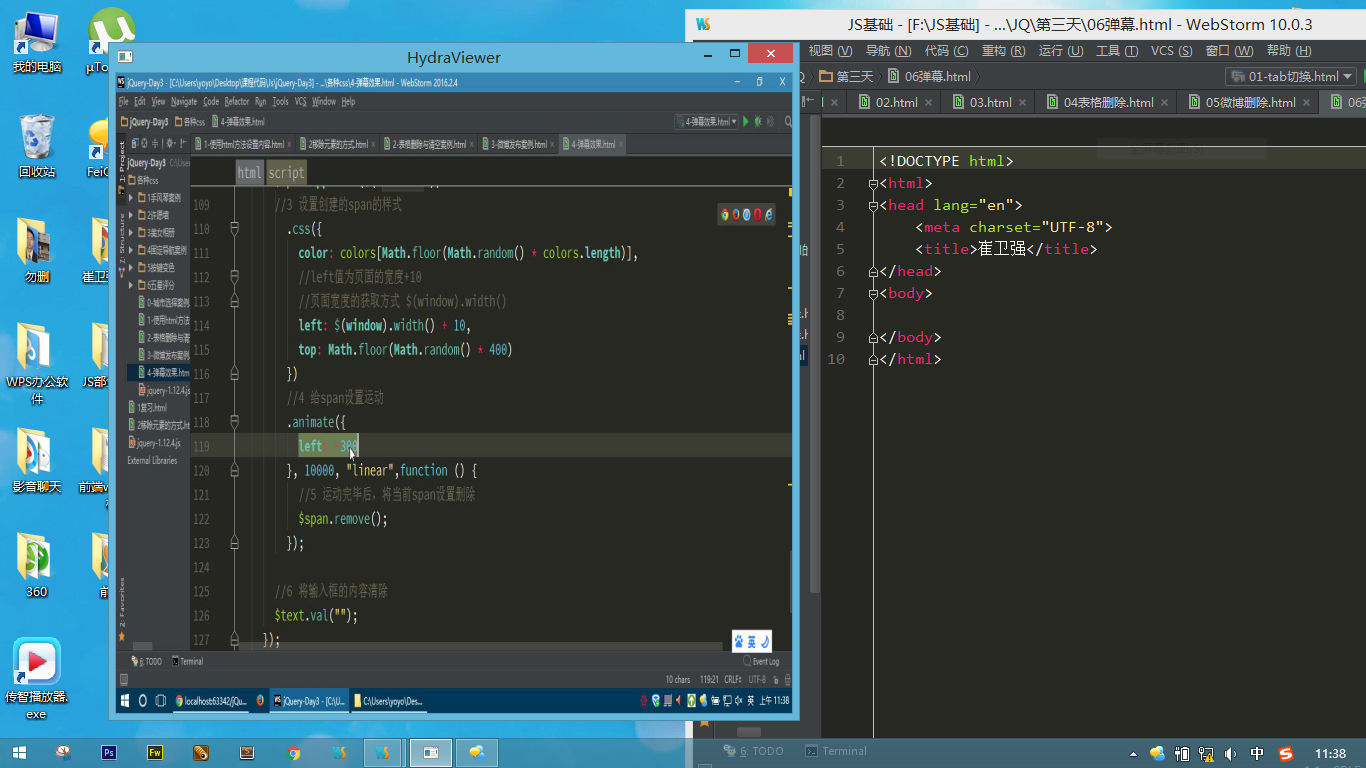 JS基础 - [F:\JS基础] - ...\JQ\第三天\06弹幕.html - WebStorm 10.0.3
视图 (V) 导航 (N) 代码 (C) 重构 (R) 运行 (U) 工具 (T) VCS (S) 窗口 (W) 帮助 (H)
第三天 06弹幕.html 01-tab切换.html
02.html 03.html 04表格删除.html 05微博删除.html
1 <!DOCTYPE html>
2 <html>
3 <head lang="en">
4 <meta charset="UTF-8">
5 <title>崔卫强</title>
6 </head>
7 <body>
8
9 </body>
10 </html>
6: TODO Terminal
HydraViewer
jQuery-Day3 - [C:\Users\yoyo\Desktop\课程代码\Js\jQuery-Day3] - ...\各种css\4-弹幕效果.html - WebStorm 2016.2.4
File Edit View Navigate Code Refactor Run Tools VCS Window Help
jQuery-Day3 各种css 4-弹幕效果.html 4-弹幕效果.html
1-使用html方法设置内容.html 2移除元素的方式.html 2-表格删除与清空案例.html 3-微博发布案例.html 4-弹幕效果.html
Project
jQuery-Day3 C:\User
各种css
1手风琴案例
2许愿墙
3美女相册
4固定导航案例
5按键变色
6五星评分
0-城市选择案例
1-使用html方法
2-表格删除与清
3-微博发布案例
4-弹幕效果.htm
jquery-1.12.4.js
1复习.html
2移除元素的方式.ht
jquery-1.12.4.js
External Libraries
Structure
2: Favorites
html script
109 //3 设置创建的span的样式
110 .css({
color: colors[Math.floor(Math.random() * colors.length)],
112 //left值为页面的宽度+10
113 //页面宽度的获取方式 $(window).width()
114 left: $(window).width() + 10,
115 top: Math.floor(Math.random() * 400)
116 })
117 //4 给span设置运动
118 .animate({
119 left: 300
120 }, 10000, "linear",function () {
121 //5 运动完毕后，将当前span设置删除
122 $span.remove();
123 });
124
125 //6 将输入框的内容清除
126 $text.val("");
127 });
英
6: TODO Terminal Event Log
10 chars 119:21 CRLF÷ UTF-8
localhost:63342/jQu... jQuery-Day3 - [C:\U... C:\Users\yoyo\Des... 英 上午 11:38
我的电脑
μTo
回收站
FeiC
勿删
崔卫
WPS办公软件
JS部
影音聊天
前端
360
前
传智播放器.exe
Ps Fw
中 11:38